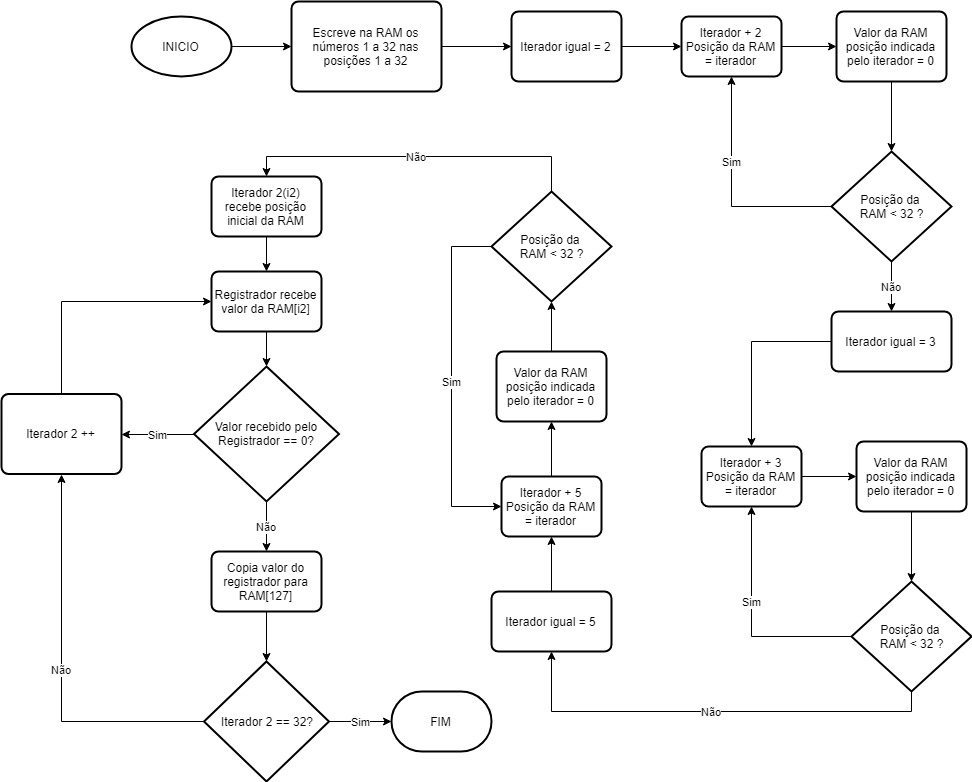 INICIO
Escreve na RAM os
números 1 a 32 nas
posições 1 a 32
Iterador igual = 2
Iterador + 2
Posição da RAM
= iterador
Valor da RAM
posição indicada
pelo iterador = 0
Sim
Posição da
RAM < 32 ?
Não
Iterador igual = 3
Iterador + 3
Posição da RAM
= iterador
Valor da RAM
posição indicada
pelo iterador = 0
Sim
Posição da
RAM < 32 ?
Não
Iterador igual = 5
Iterador + 5
Posição da RAM
= iterador
Valor da RAM
posição indicada
pelo iterador = 0
Sim
Posição da
RAM < 32 ?
Não
Iterador 2(i2)
recebe posição
inicial da RAM
Registrador recebe
valor da RAM[i2]
Valor recebido pelo
Registrador == 0?
Sim
Iterador 2 ++
Não
Copia valor do
registrador para
RAM[127]
Iterador 2 == 32?
Não
Sim
FIM